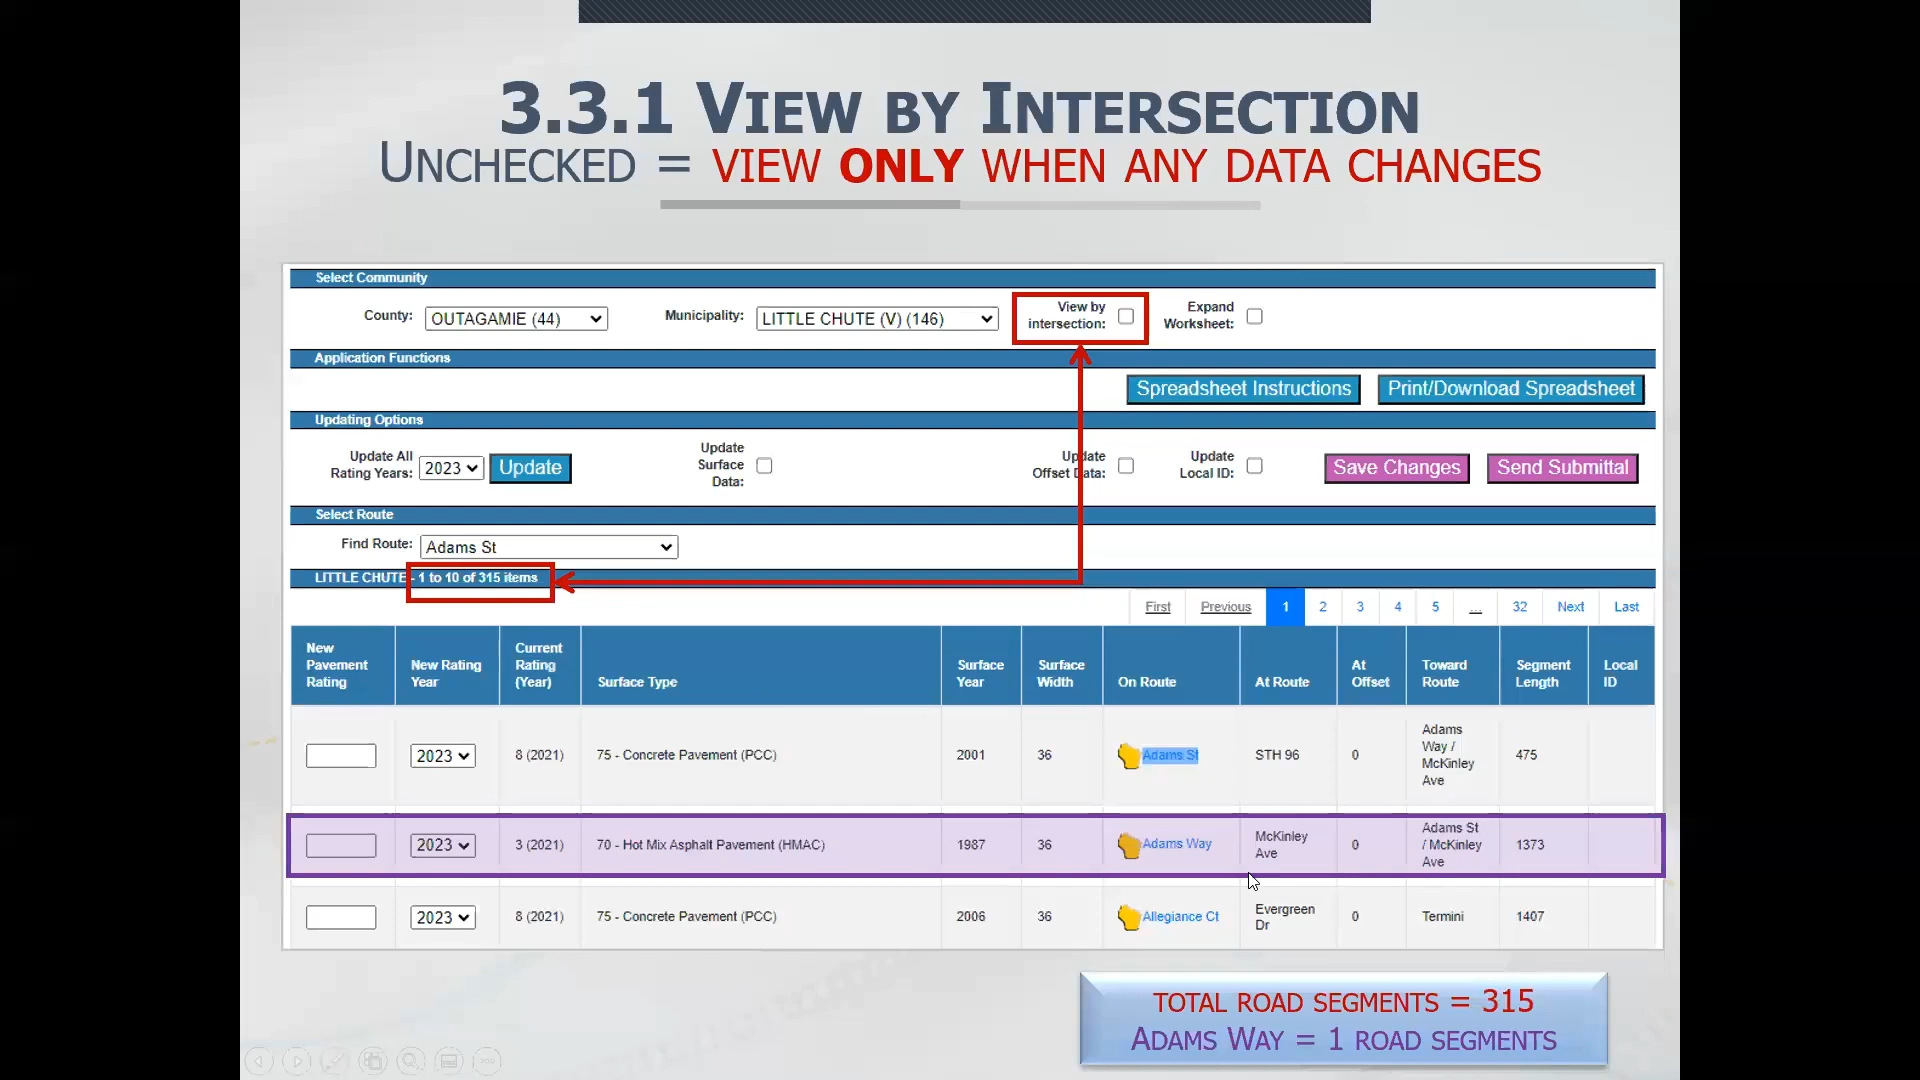 3.3.1 View by Intersection
Unchecked = view ONLY when any data changes
Select Community
County: OUTAGAMIE (44) Municipality: LITTLE CHUTE (V) (146) View by intersection: Expand Worksheet:
Application Functions
Spreadsheet Instructions Print/Download Spreadsheet
Updating Options
Update All Rating Years: 2023 Update Update Surface Data: Update Offset Data: Update Local ID: Save Changes Send Submittal
Select Route
Find Route: Adams St
LITTLE CHUTE - 1 to 10 of 315 items
First Previous 1 2 3 4 5 ... 32 Next Last
New Pavement Rating New Rating Year Current Rating (Year) Surface Type Surface Year Surface Width On Route At Route At Offset Toward Route Segment Length Local ID
2023 8 (2021) 75 - Concrete Pavement (PCC) 2001 36 Adams St STH 96 0 Adams Way / McKinley Ave 475
2023 3 (2021) 70 - Hot Mix Asphalt Pavement (HMAC) 1987 36 Adams Way McKinley Ave 0 Adams St / McKinley Ave 1373
2023 8 (2021) 75 - Concrete Pavement (PCC) 2006 36 Allegiance Ct Evergreen Dr 0 Termini 1407
total road segments = 315
Adams Way = 1 road segments